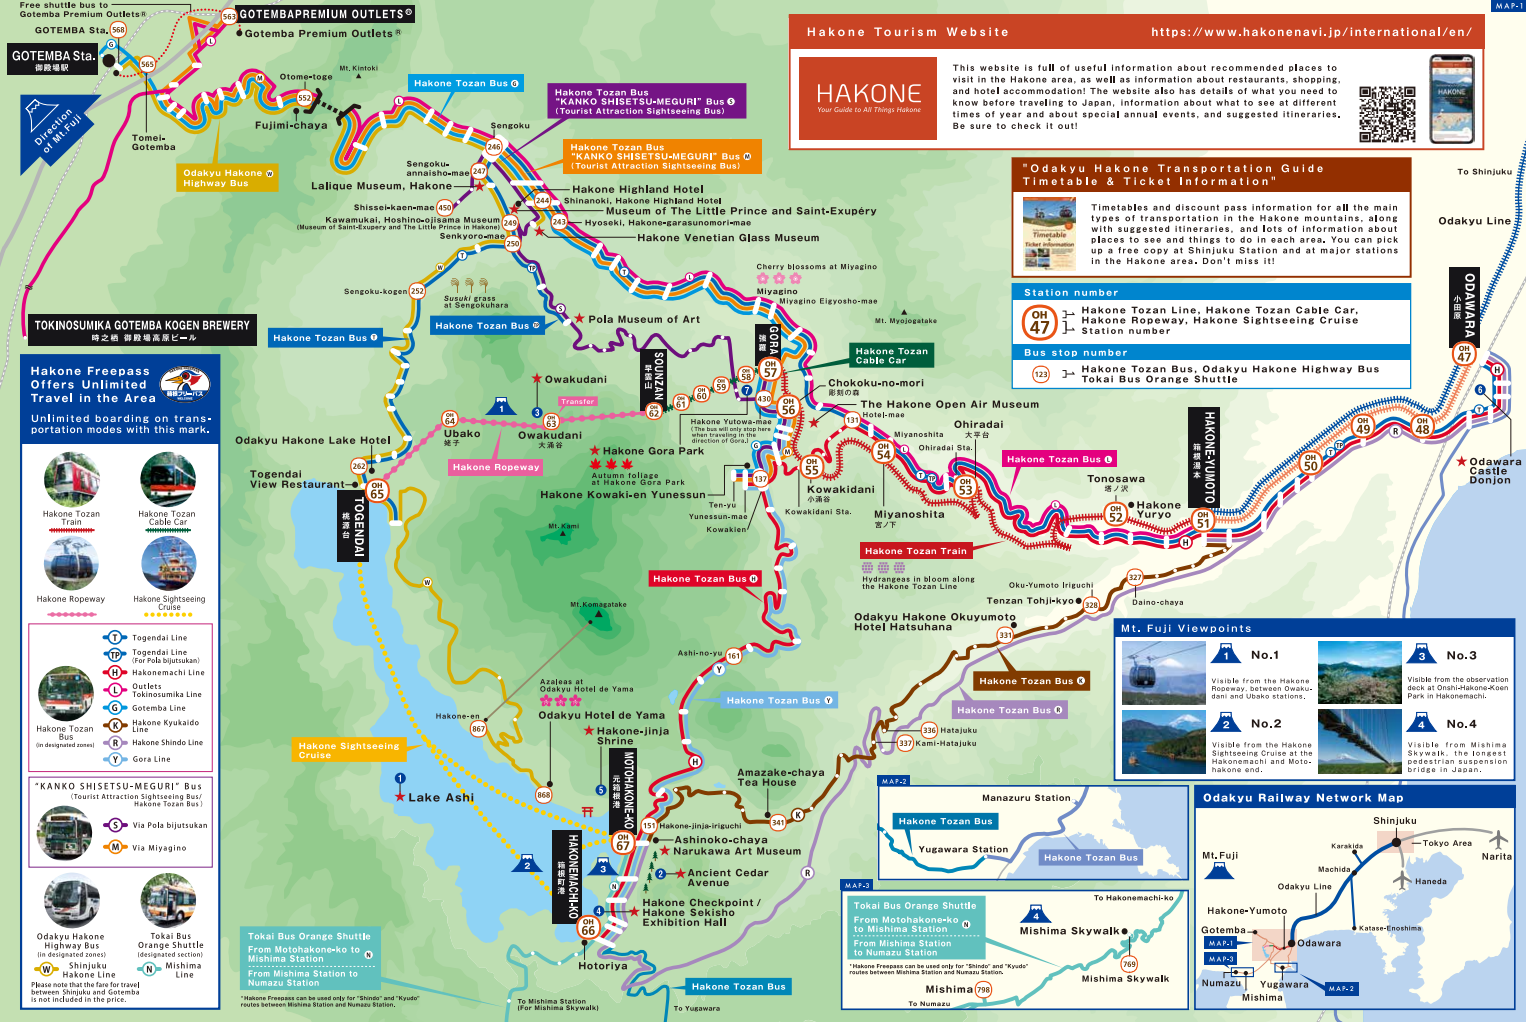 MAP-1
Free shuttle bus to
Gotemba Premium Outlets®
GOTEMBA Sta.
568
563
GOTEMBAPREMIUM OUTLETS®
Gotemba Premium Outlets®
GOTEMBA Sta.
御殿場駅
G
L
565
Direction
of Mt.Fuji
Tomei-
Gotemba
M
Otome-toge
552
Fujimi-chaya
Mt. Kintoki
Odakyu Hakone W
Highway Bus
L
Hakone Tozan Bus G
Hakone Tozan Bus
"KANKO SHISETSU-MEGURI" Bus S
(Tourist Attraction Sightseeing Bus)
Hakone Tozan Bus
"KANKO SHISETSU-MEGURI" Bus M
(Tourist Attraction Sightseeing Bus)
Sengoku
246
Sengoku-
annaisho-mae
247
Lalique Museum, Hakone
Shissei-kaen-mae
450
Kawamukai, Hoshino-ojisama Museum
(Museum of Saint-Exupery and The Little Prince in Hakone)
249
Senkyoro-mae
250
Hakone Highland Hotel
244
Shinanoki, Hakone Highland Hotel
Museum of The Little Prince and Saint-Exupéry
243
Hyoseki, Hakone-garasunomori-mae
Hakone Venetian Glass Museum
W
T
TP
T
L
Sengoku-kogen
252
Susuki grass
at Sengokuhara
Hakone Tozan Bus T
Hakone Tozan Bus TP
S
Pola Museum of Art
Cherry blossoms at Miyagino
Miyagino
Miyagino Eigyosho-mae
Mt. Myojogatake
TOKINOSUMIKA GOTEMBA KOGEN BREWERY
時之栖 御殿場高原ビール
Hakone Tourism Website
https://www.hakonenavi.jp/international/en/
HAKONE
Your Guide to All Things Hakone
This website is full of useful information about recommended places to
visit in the Hakone area, as well as information about restaurants, shopping,
and hotel accommodation! The website also has details of what you need to
know before traveling to Japan, information about what to see at different
times of year and about special annual events, and suggested itineraries.
Be sure to check it out!
HAKONE
"Odakyu Hakone Transportation Guide
Timetable & Ticket Information"
Timetable
Ticket Information
Timetables and discount pass information for all the main
types of transportation in the Hakone mountains, along
with suggested itineraries, and lots of information about
places to see and things to do in each area. You can pick
up a free copy at Shinjuku Station and at major stations
in the Hakone area. Don't miss it!
Station number
OH
47
Hakone Tozan Line, Hakone Tozan Cable Car,
Hakone Ropeway, Hakone Sightseeing Cruise
Station number
Bus stop number
123
Hakone Tozan Bus, Odakyu Hakone Highway Bus
Tokai Bus Orange Shuttle
To Shinjuku
Odakyu Line
ODAWARA
小田原
OH
47
H
6
T
OH
48
R
OH
49
TP
T
OH
50
Odawara
Castle
Donjon
Hakone Freepass
Offers Unlimited
Travel in the Area
箱根フリーパス
WELCOME
Unlimited boarding on trans-
portation modes with this mark.
Hakone Tozan
Train
Hakone Tozan
Cable Car
Hakone Ropeway
Hakone Sightseeing
Cruise
Hakone Tozan
Bus
(in designated zones)
T Togendai Line
TP Togendai Line
(For Pola bijutsukan)
H Hakonemachi Line
L Outlets
Tokinosumika Line
G Gotemba Line
K Hakone Kyukaido
Line
R Hakone Shindo Line
Y Gora Line
"KANKO SHISETSU-MEGURI" Bus
(Tourist Attraction Sightseeing Bus/
Hakone Tozan Bus)
S Via Pola bijutsukan
M Via Miyagino
Odakyu Hakone
Highway Bus
(in designated zones)
W Shinjuku
Hakone Line
Tokai Bus
Orange Shuttle
(designated section)
N Mishima
Line
Please note that the fare for travel
between Shinjuku and Gotemba
is not included in the price.
Odakyu Hakone Lake Hotel
262
Togendai
View Restaurant
OH
65
TOGENDAI
桃源台
OH
64
Ubako
姥子
1
3
Owakudani
Transfer
OH
63
Owakudani
大涌谷
Hakone Ropeway
SOUNZAN
早雲山
OH
62
OH
61
OH
60
OH
59
OH
58
7
GORA
強羅
OH
57
430
Hakone Tozan
Cable Car
Hakone Yutowa-mae
(The bus will only stop here
when traveling in the
direction of Gora.)
Hakone Gora Park
Autumn foliage
at Hakone Gora Park
OH
56
Chokoku-no-mori
彫刻の森
The Hakone Open Air Museum
Hotel-mae
131
G
M
137
Hakone Kowaki-en Yunessun
Ten-yu
Yunessun-mae
Kowakien
OH
55
Kowakidani
小涌谷
Kowakidani Sta.
OH
54
Miyanoshita
Miyanoshita
宮ノ下
L
T
TP
Ohiradai
大平台
Ohiradai Sta.
OH
53
Hakone Tozan Bus L
L
Tonosawa
塔ノ沢
OH
52
Hakone
Yuryo
HAKONE-YUMOTO
箱根湯本
OH
51
H
Hakone Tozan Train
Hydrangeas in bloom along
the Hakone Tozan Line
Mt.Kami
W
Mt.Komagatake
Hakone Tozan Bus H
Ashi-no-yu
161
Y
Hakone Tozan Bus Y
Azaleas at
Odakyu Hotel de Yama
Odakyu Hotel de Yama
Hakone-en
867
868
Hakone Sightseeing
Cruise
1
Lake Ashi
Hakone-jinja
Shrine
5
H
MOTOHAKONE-KO
元箱根港
OH
67
151
Hakone-jinja-iriguchi
Ashinoko-chaya
Narukawa Art Museum
3
2
2
Ancient Cedar
Avenue
N
HAKONEMACHI-KO
箱根町港
OH
66
4
Hakone Checkpoint /
Hakone Sekisho
Exhibition Hall
Hotoriya
Amazake-chaya
Tea House
341
K
R
Oku-Yumoto Iriguchi
327
Daino-chaya
Tenzan Tohji-kyo
328
Odakyu Hakone Okuyumoto
Hotel Hatsuhana
331
Hakone Tozan Bus K
Hakone Tozan Bus R
336
Hatajuku
337
Kami-Hatajuku
Tokai Bus Orange Shuttle
From Motohakone-ko to
Mishima Station
N
From Mishima Station to
Numazu Station
*Hakone Freepass can be used only for "Shindo" and "Kyudo"
routes between Mishima Station and Numazu Station.
To Mishima Station
(For Mishima Skywalk)
To Yugawara
Hakone Tozan Bus
MAP-2
Manazuru Station
Hakone Tozan Bus
Yugawara Station
Hakone Tozan Bus
MAP-3
Tokai Bus Orange Shuttle
From Motohakone-ko
to Mishima Station
N
From Mishima Station
to Numazu Station
*Hakone Freepass can be used only for "Shindo" and "Kyudo"
routes between Mishima Station and Numazu Station.
To Hakonemachi-ko
4
Mishima Skywalk
769
Mishima Skywalk
Mishima
798
To Numazu
Mt. Fuji Viewpoints
1
No.1
Visible from the Hakone
Ropeway, between Owaku-
dani and Ubako stations.
2
No.2
Visible from the Hakone
Sightseeing Cruise at the
Hakonemachi and Moto-
hakone end.
3
No.3
Visible from the observation
deck at Onshi-Hakone-Koen
Park in Hakonemachi.
4
No.4
Visible from Mishima
Skywalk, the longest
pedestrian suspension
bridge in Japan.
Odakyu Railway Network Map
Shinjuku
Tokyo Area
Karakida
Narita
Mt.Fuji
Machida
Haneda
Odakyu Line
Hakone-Yumoto
Gotemba
Katase-Enoshima
MAP-1
Odawara
MAP-3
Numazu
Yugawara
MAP-2
Mishima